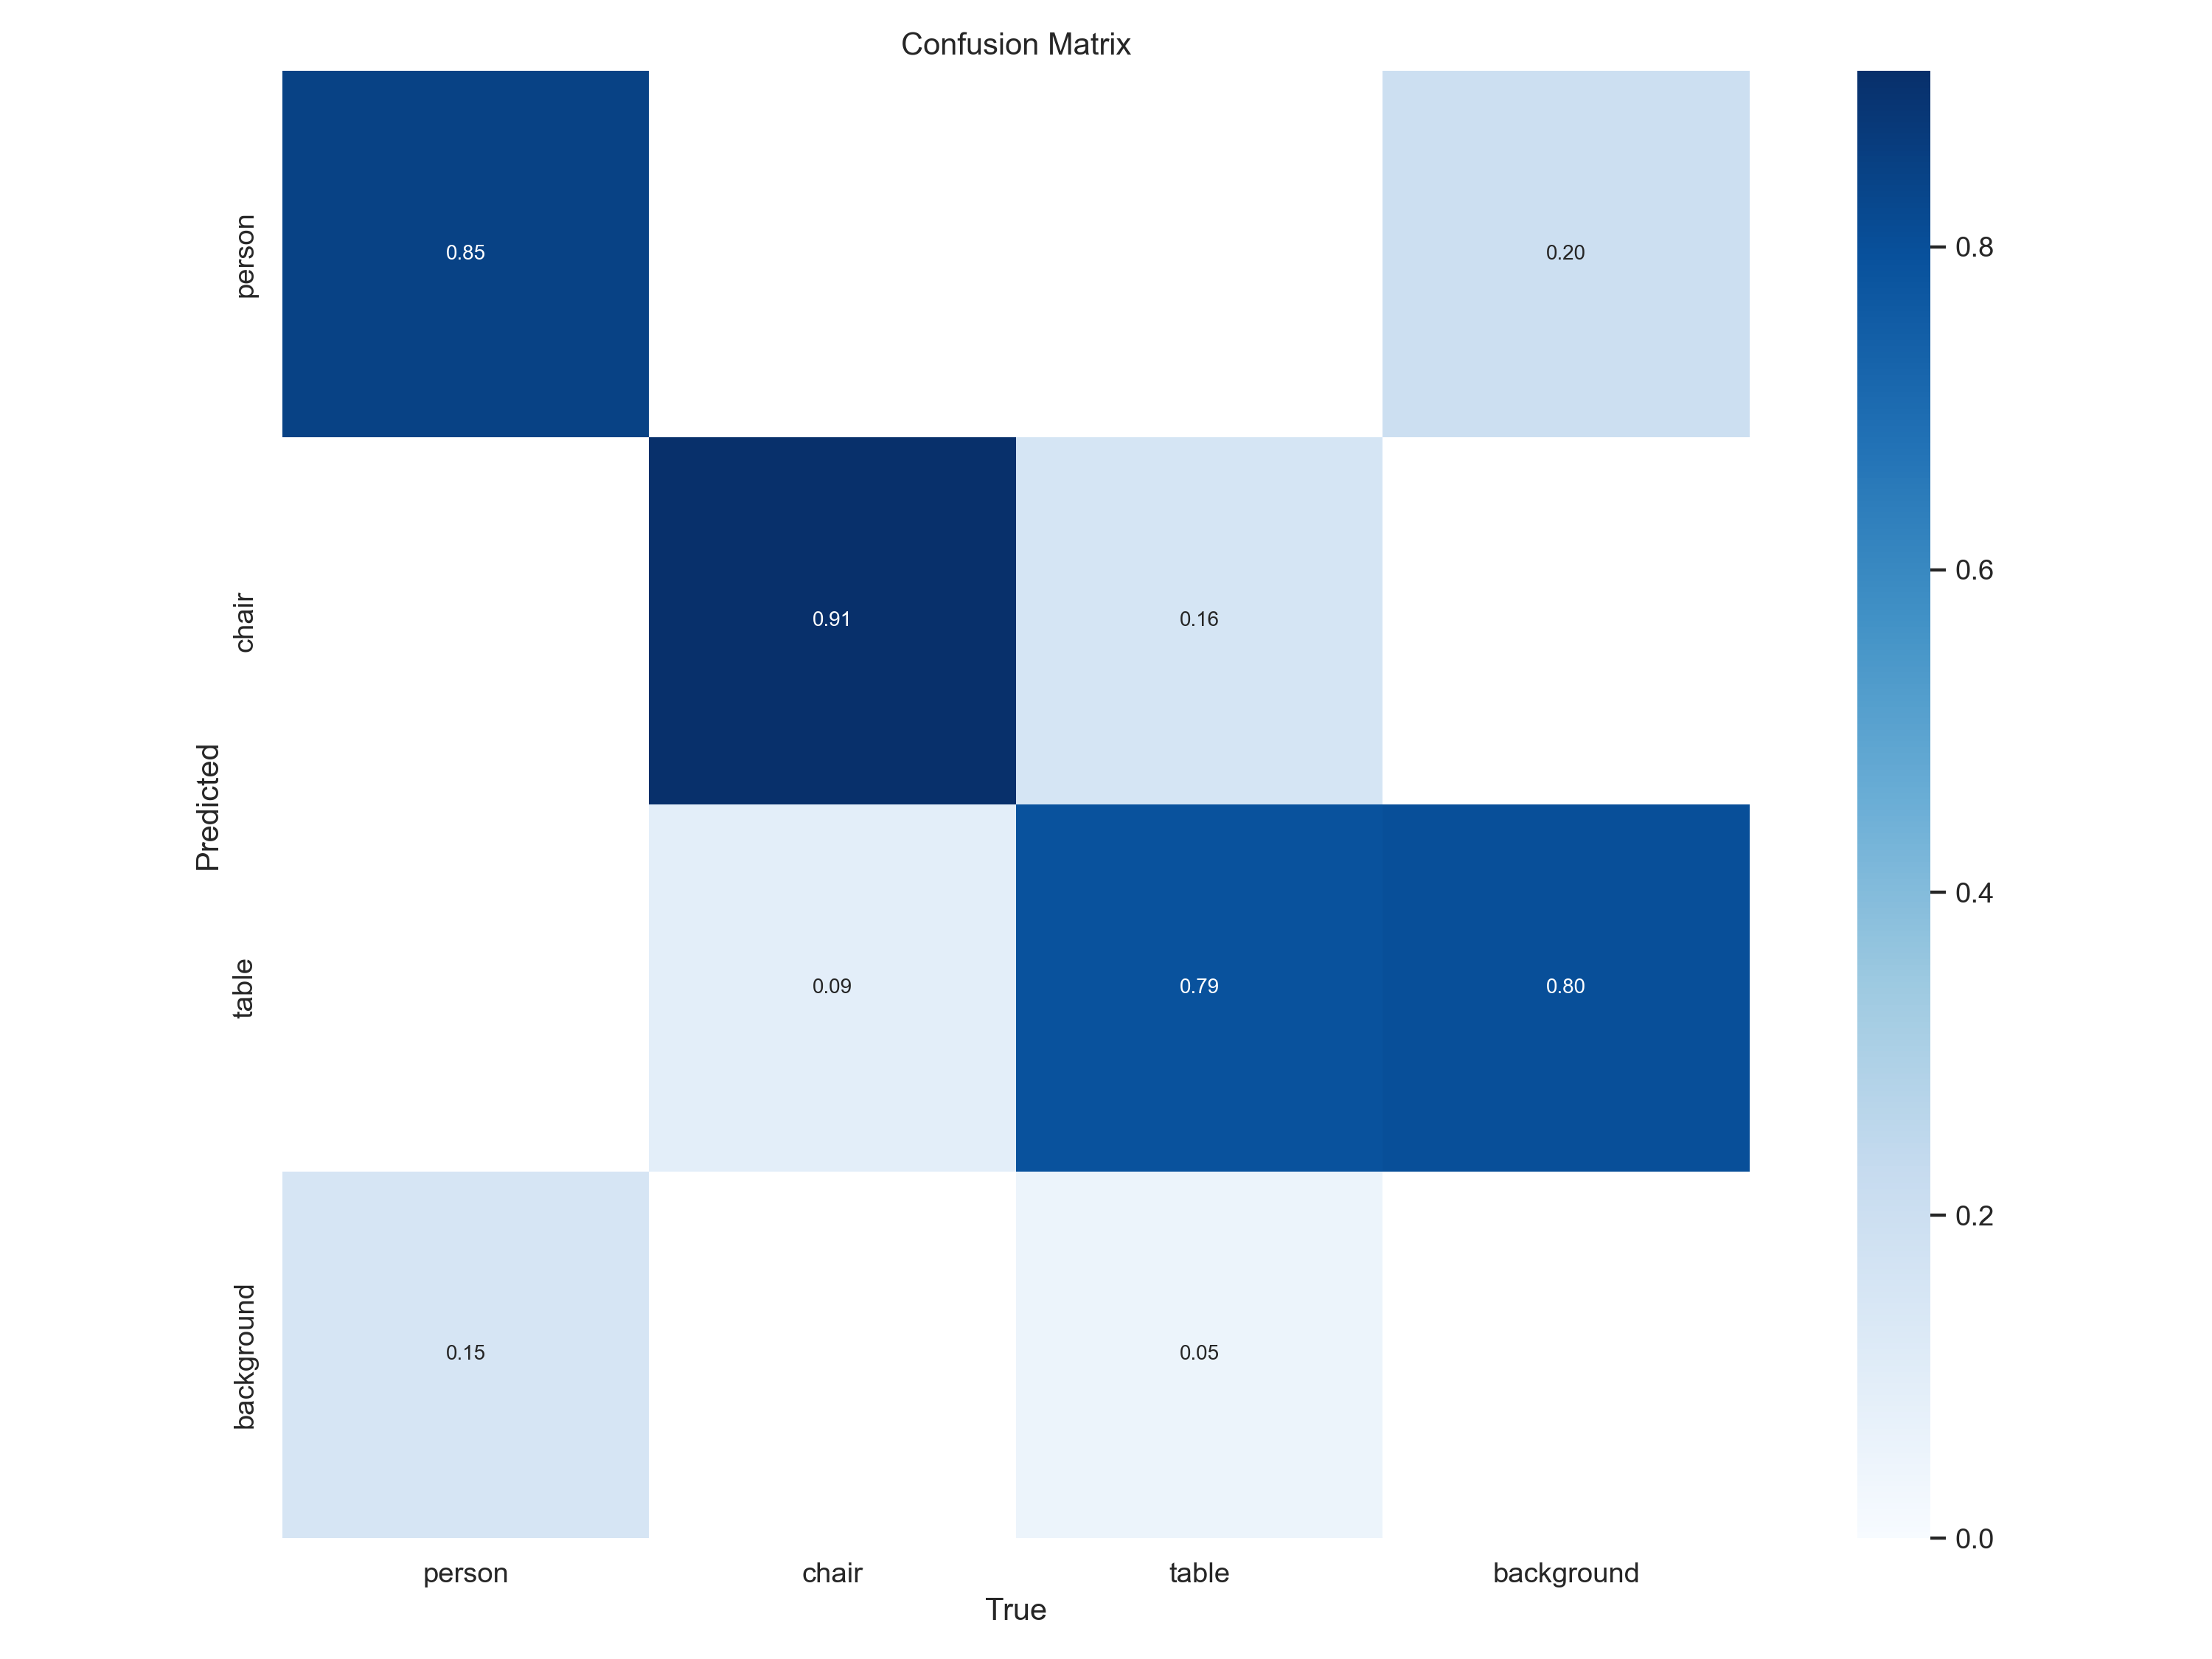 Confusion Matrix
person
0.85
0.20
0.8
chair
0.91
0.16
0.6
Predicted
table
0.09
0.79
0.80
0.4
background
0.15
0.05
0.2
0.0
person
chair
table
background
True